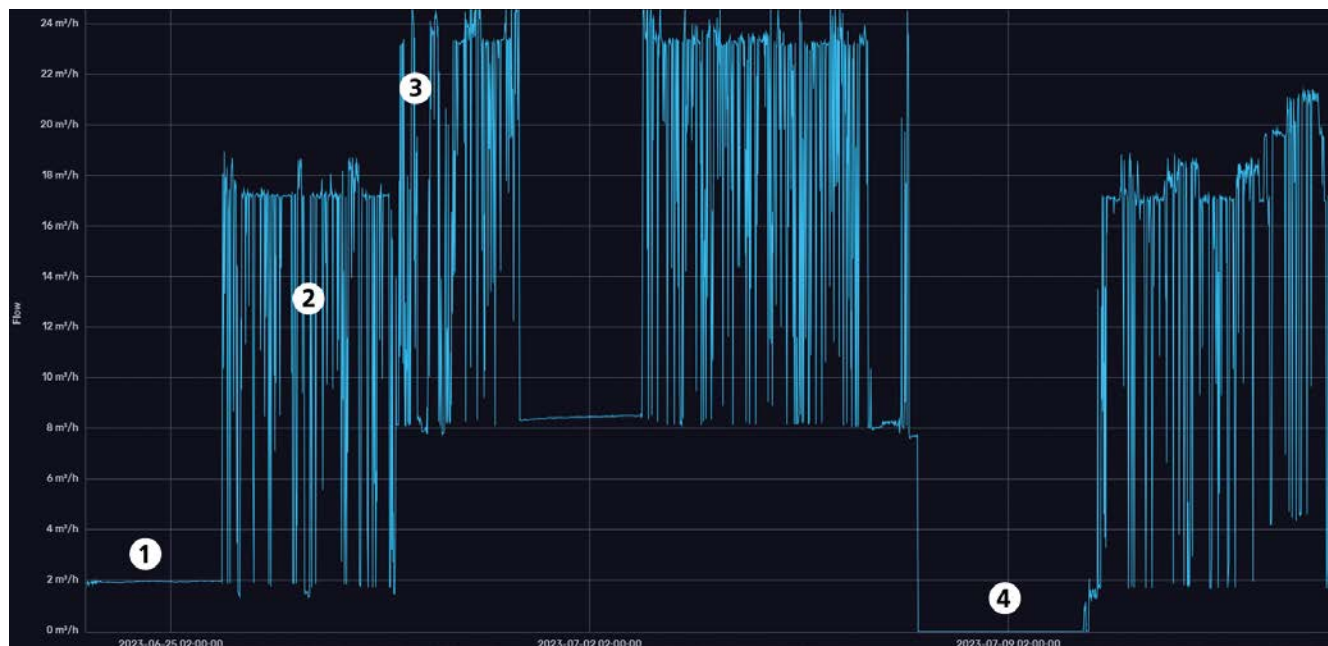 24 m³/h
22 m³/h
20 m³/h
18 m³/h
16 m³/h
14 m³/h
12 m³/h
10 m³/h
8 m³/h
6 m³/h
4 m³/h
2 m³/h
0 m³/h
Flow
1
2
3
4
2023-06-25 02:00:00
2023-07-02 02:00:00
2023-07-09 02:00:00